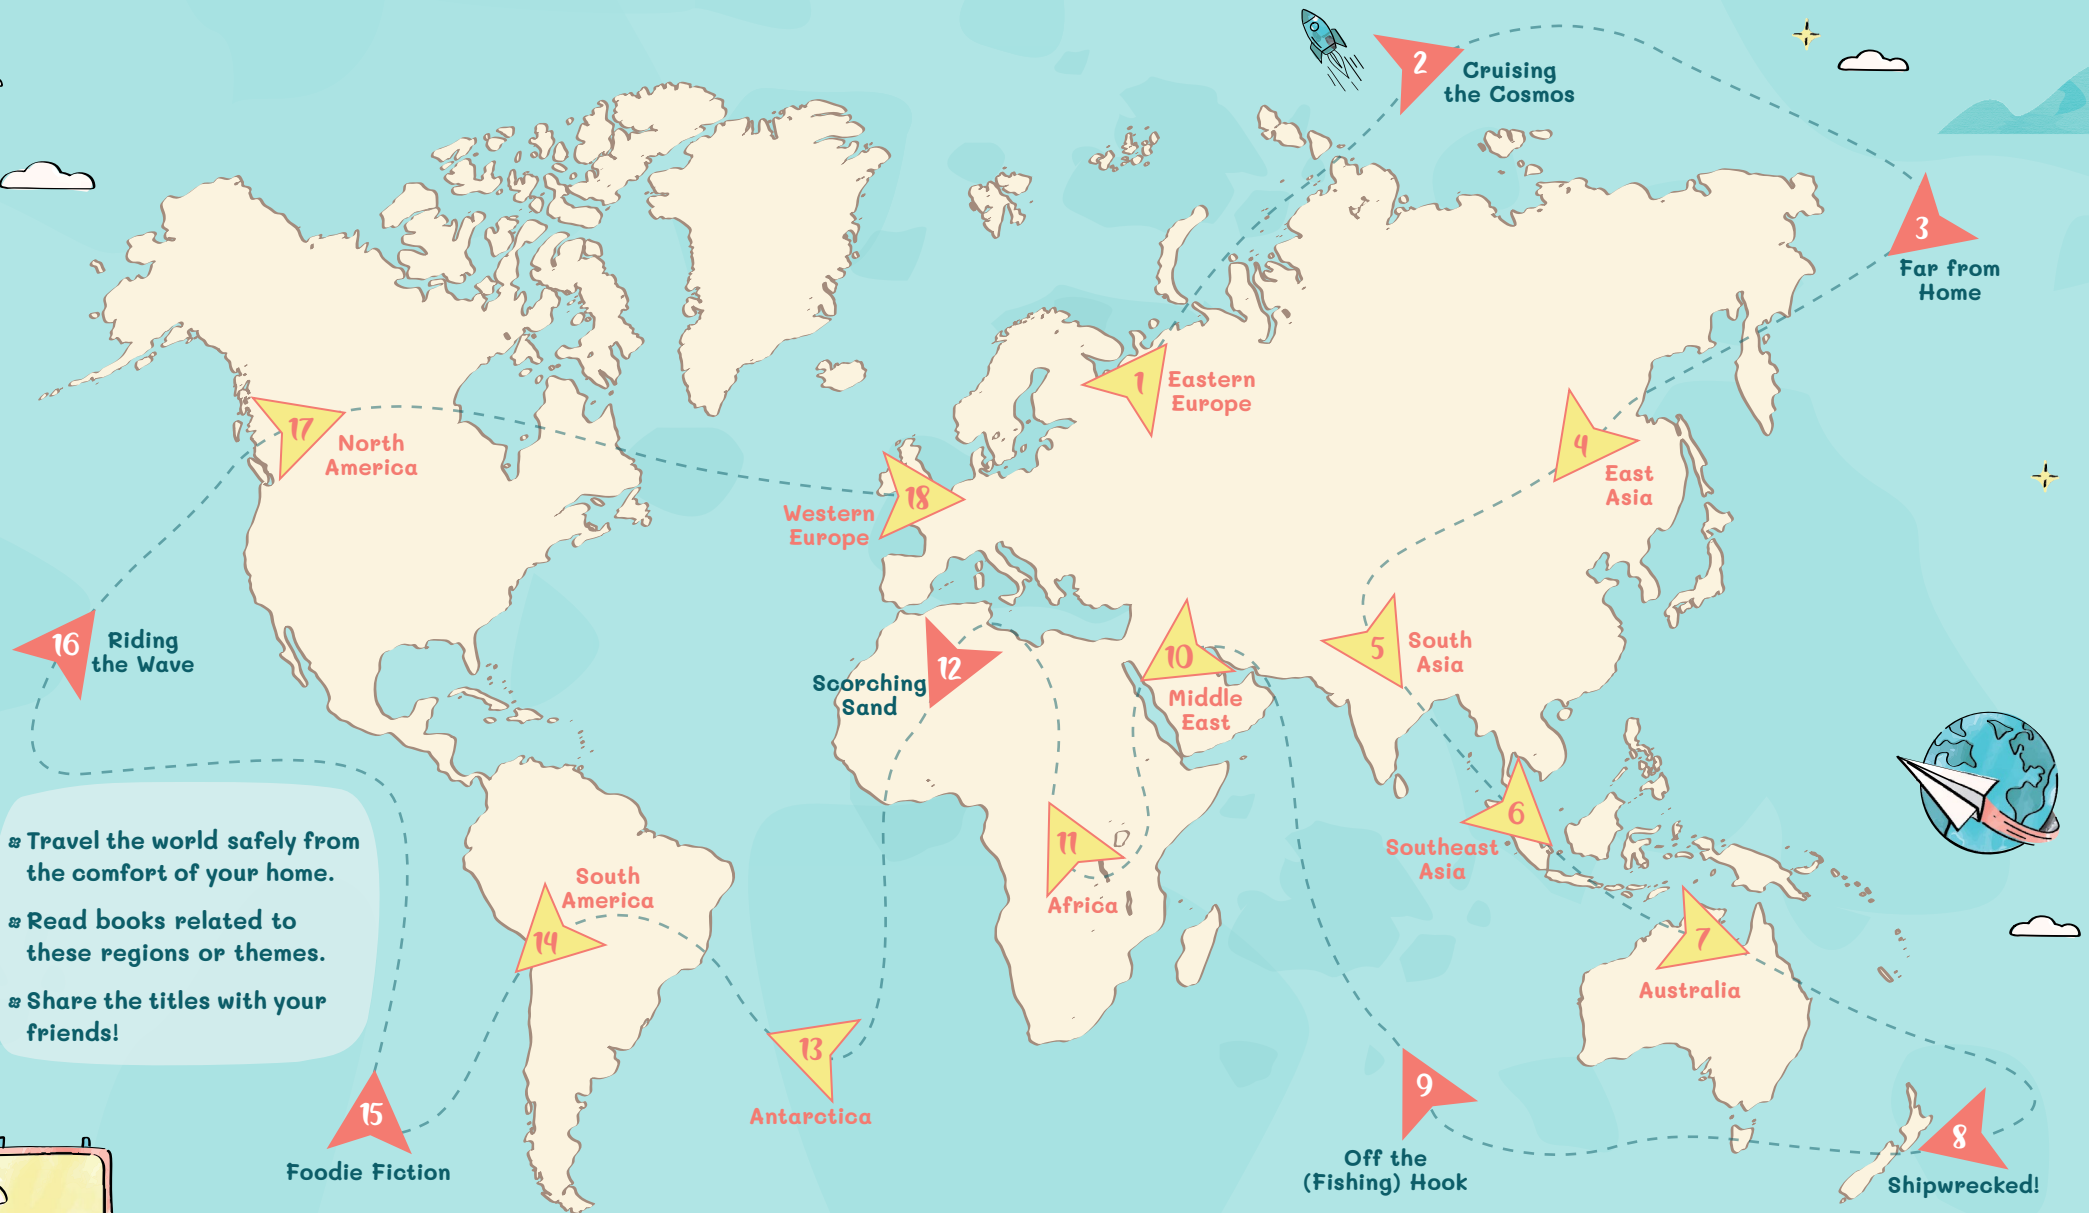 1
Eastern
Europe
2
Cruising
the Cosmos
3
Far from
Home
4
East
Asia
5
South
Asia
6
Southeast
Asia
7
Australia
8
Shipwrecked!
9
Off the
(Fishing) Hook
10
Middle
East
11
Africa
12
Scorching
Sand
13
Antarctica
14
South
America
15
Foodie Fiction
16
Riding
the Wave
17
North
America
18
Western
Europe
Travel the world safely from
the comfort of your home.
Read books related to
these regions or themes.
Share the titles with your
friends!